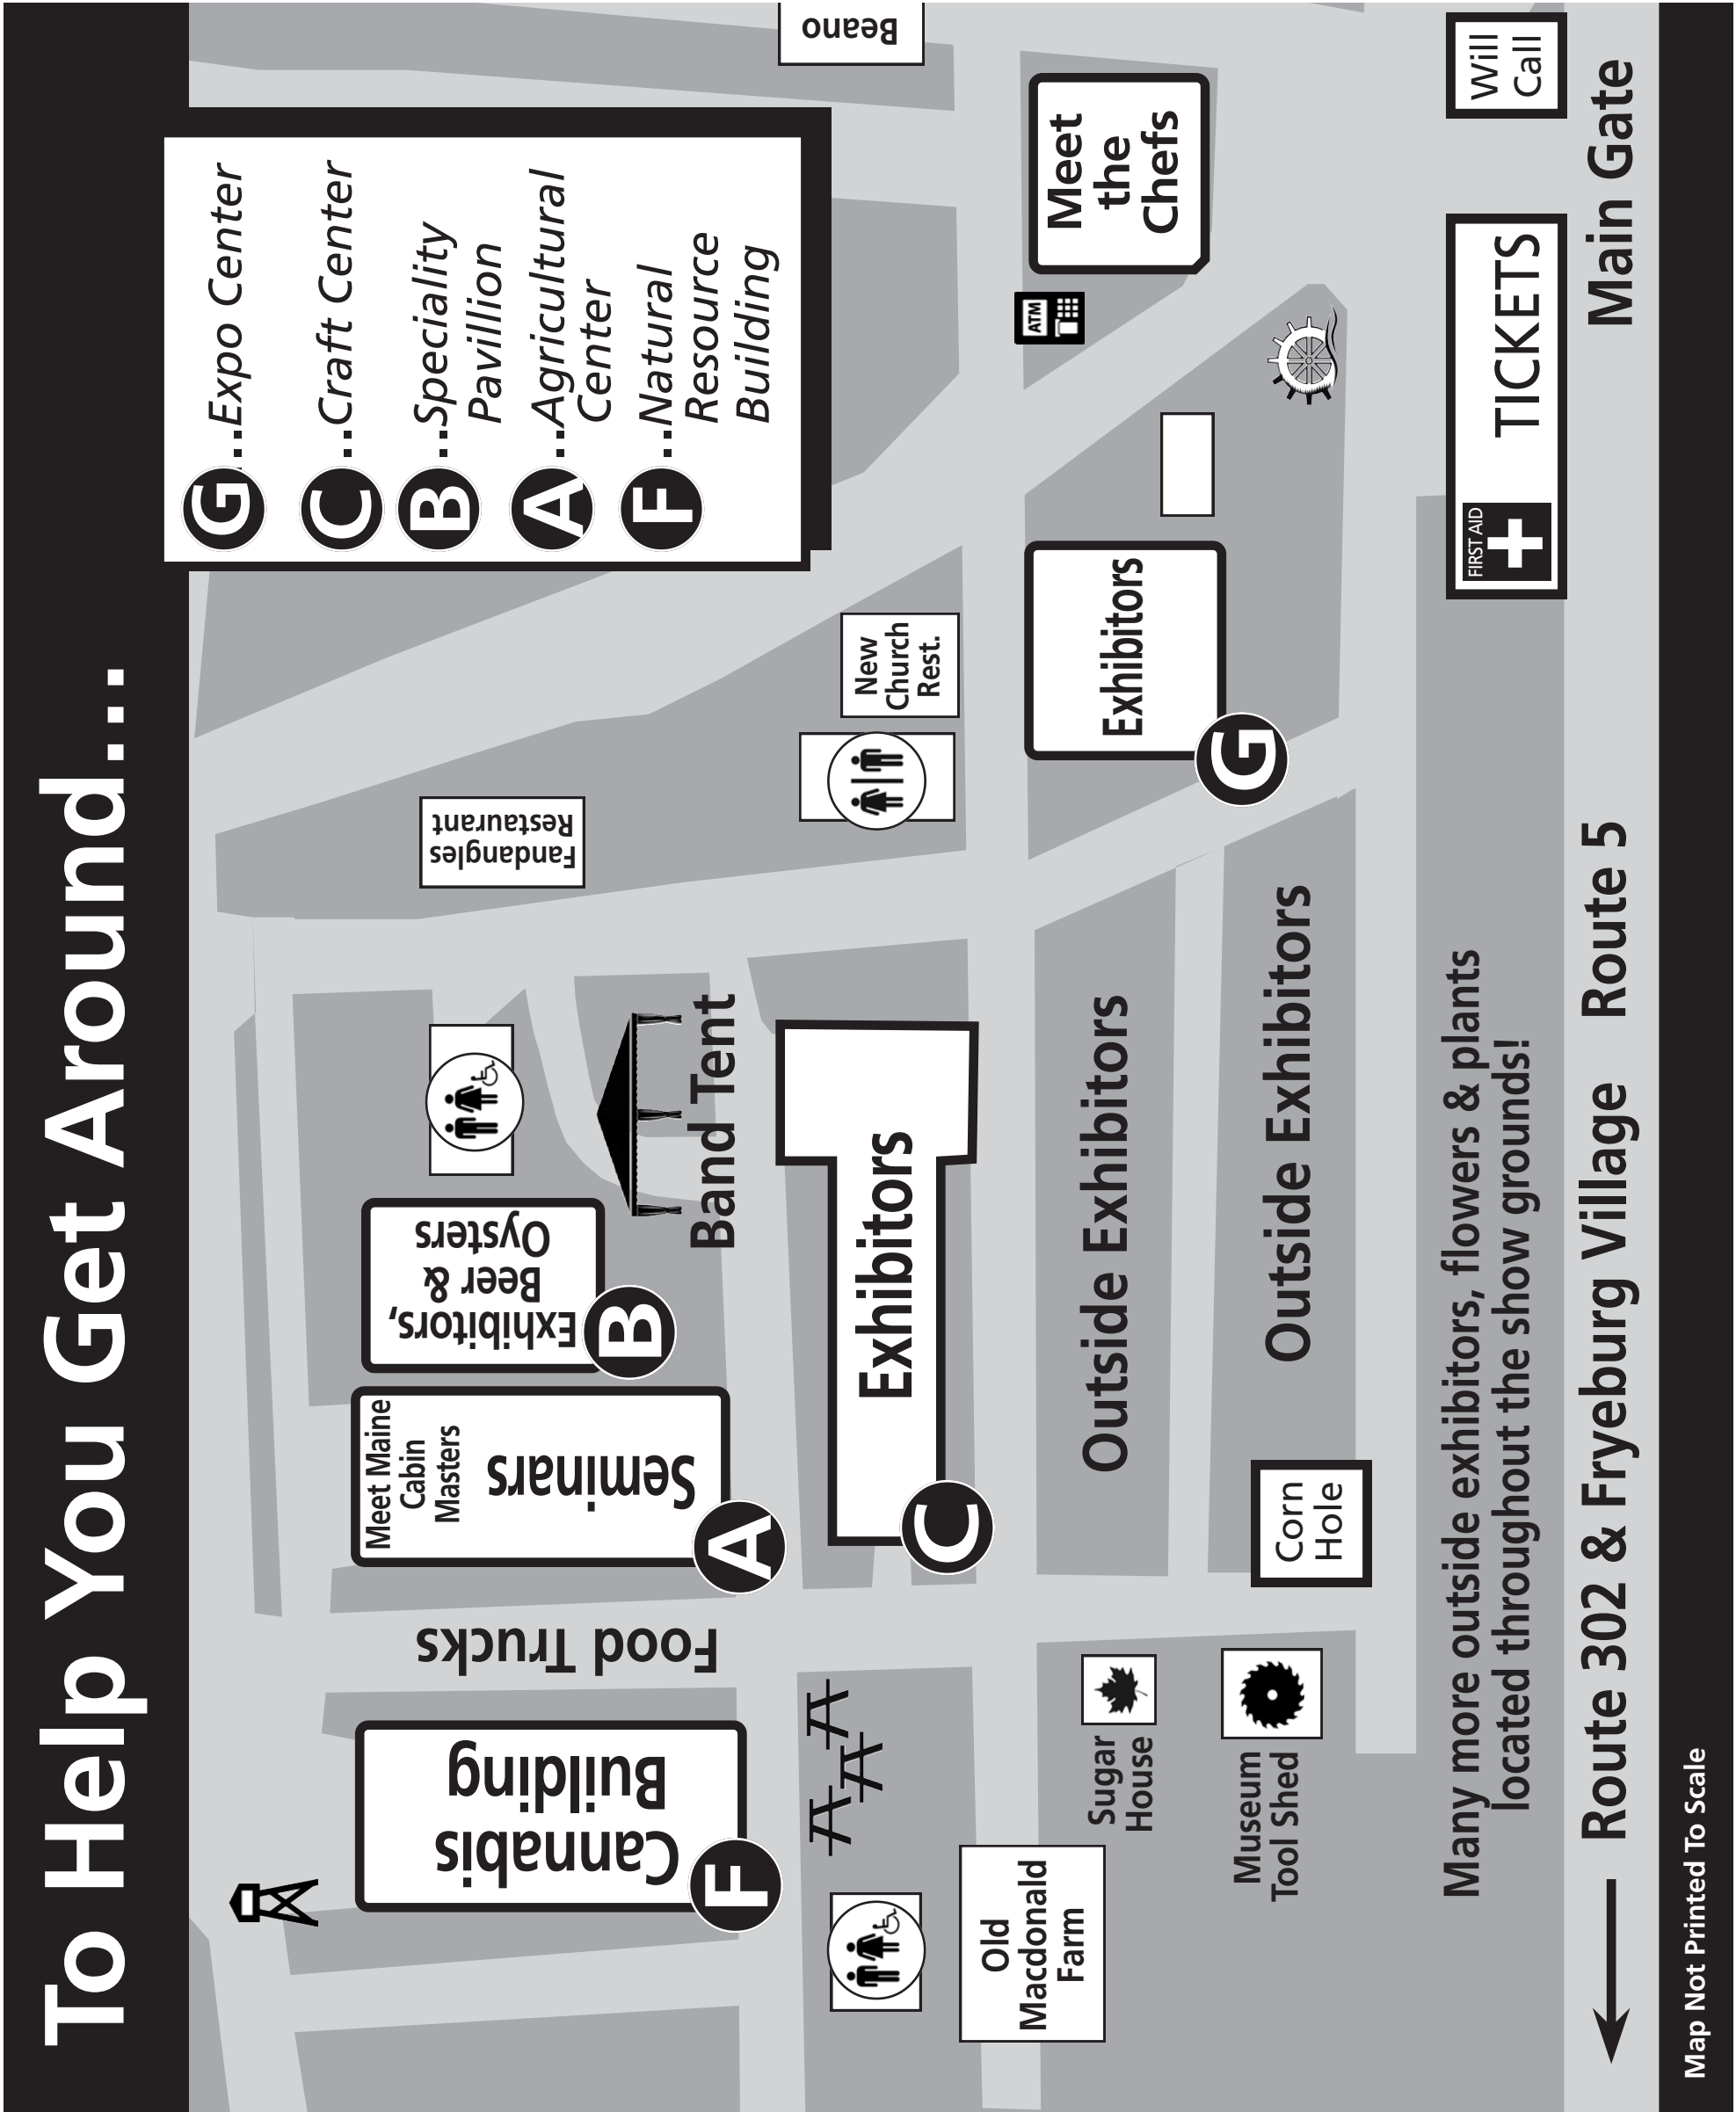 To Help You Get Around...
G...Expo Center
C...Craft Center
B...Speciality
Pavillion
A...Agricultural
Center
F...Natural
Resource
Building
Beano
Fandangles
Restaurant
New
Church
Rest.
Meet
the
Chefs
ATM
Exhibitors
G
Exhibitors,
Beer &
Oysters
B
Band Tent
Meet Maine
Cabin
Masters
Seminars
A
Food Trucks
Cannabis
Building
F
Exhibitors
C
Outside Exhibitors
Outside Exhibitors
Corn
Hole
Sugar
House
Museum
Tool Shed
Old
Macdonald
Farm
Will
Call
TICKETS
FIRST AID
Main Gate
Many more outside exhibitors, flowers & plants
located throughout the show grounds!
Route 302 & Fryeburg Village Route 5
Map Not Printed To Scale